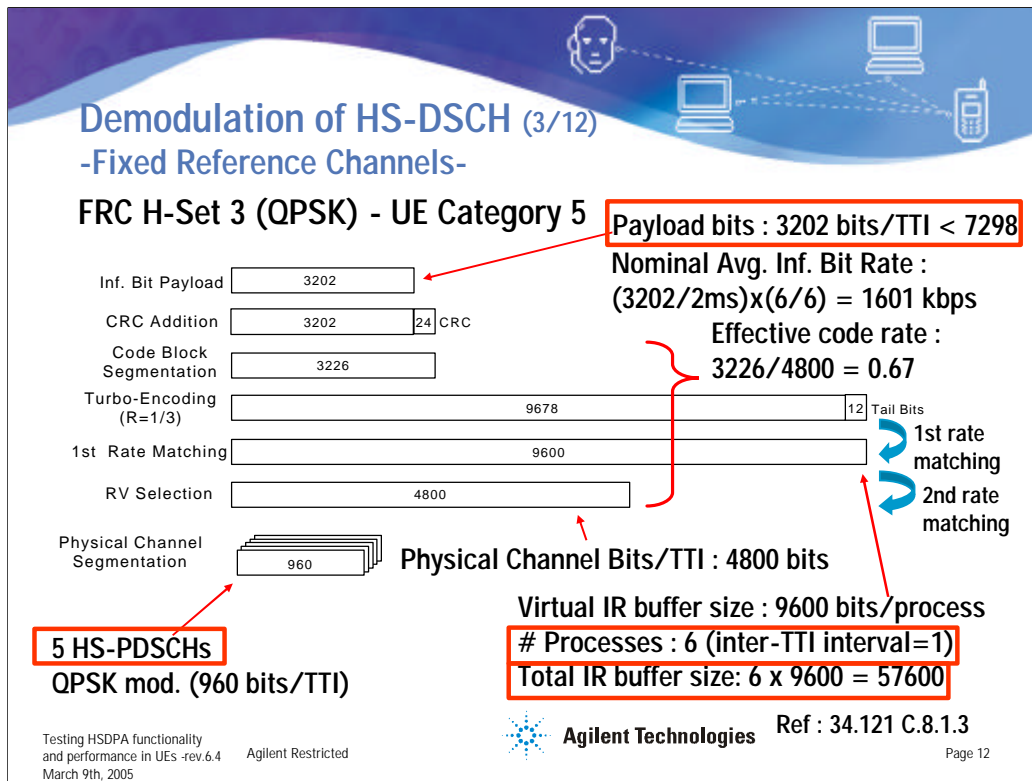 Demodulation of HS-DSCH (3/12)
-Fixed Reference Channels-
FRC H-Set 3 (QPSK) - UE Category 5
Payload bits : 3202 bits/TTI < 7298
Nominal Avg. Inf. Bit Rate :
(3202/2ms)x(6/6) = 1601 kbps
Effective code rate :
3226/4800 = 0.67
Inf. Bit Payload
3202
CRC Addition
3202
24
CRC
Code Block
Segmentation
3226
Turbo-Encoding
(R=1/3)
9678
12
Tail Bits
1st rate
matching
1st Rate Matching
9600
2nd rate
matching
RV Selection
4800
Physical Channel
Segmentation
960
Physical Channel Bits/TTI : 4800 bits
Virtual IR buffer size : 9600 bits/process
# Processes : 6 (inter-TTI interval=1)
Total IR buffer size: 6 x 9600 = 57600
5 HS-PDSCHs
QPSK mod. (960 bits/TTI)
Ref : 34.121 C.8.1.3
Agilent Technologies
Testing HSDPA functionality
and performance in UEs -rev.6.4
March 9th, 2005
Agilent Restricted
Page 12